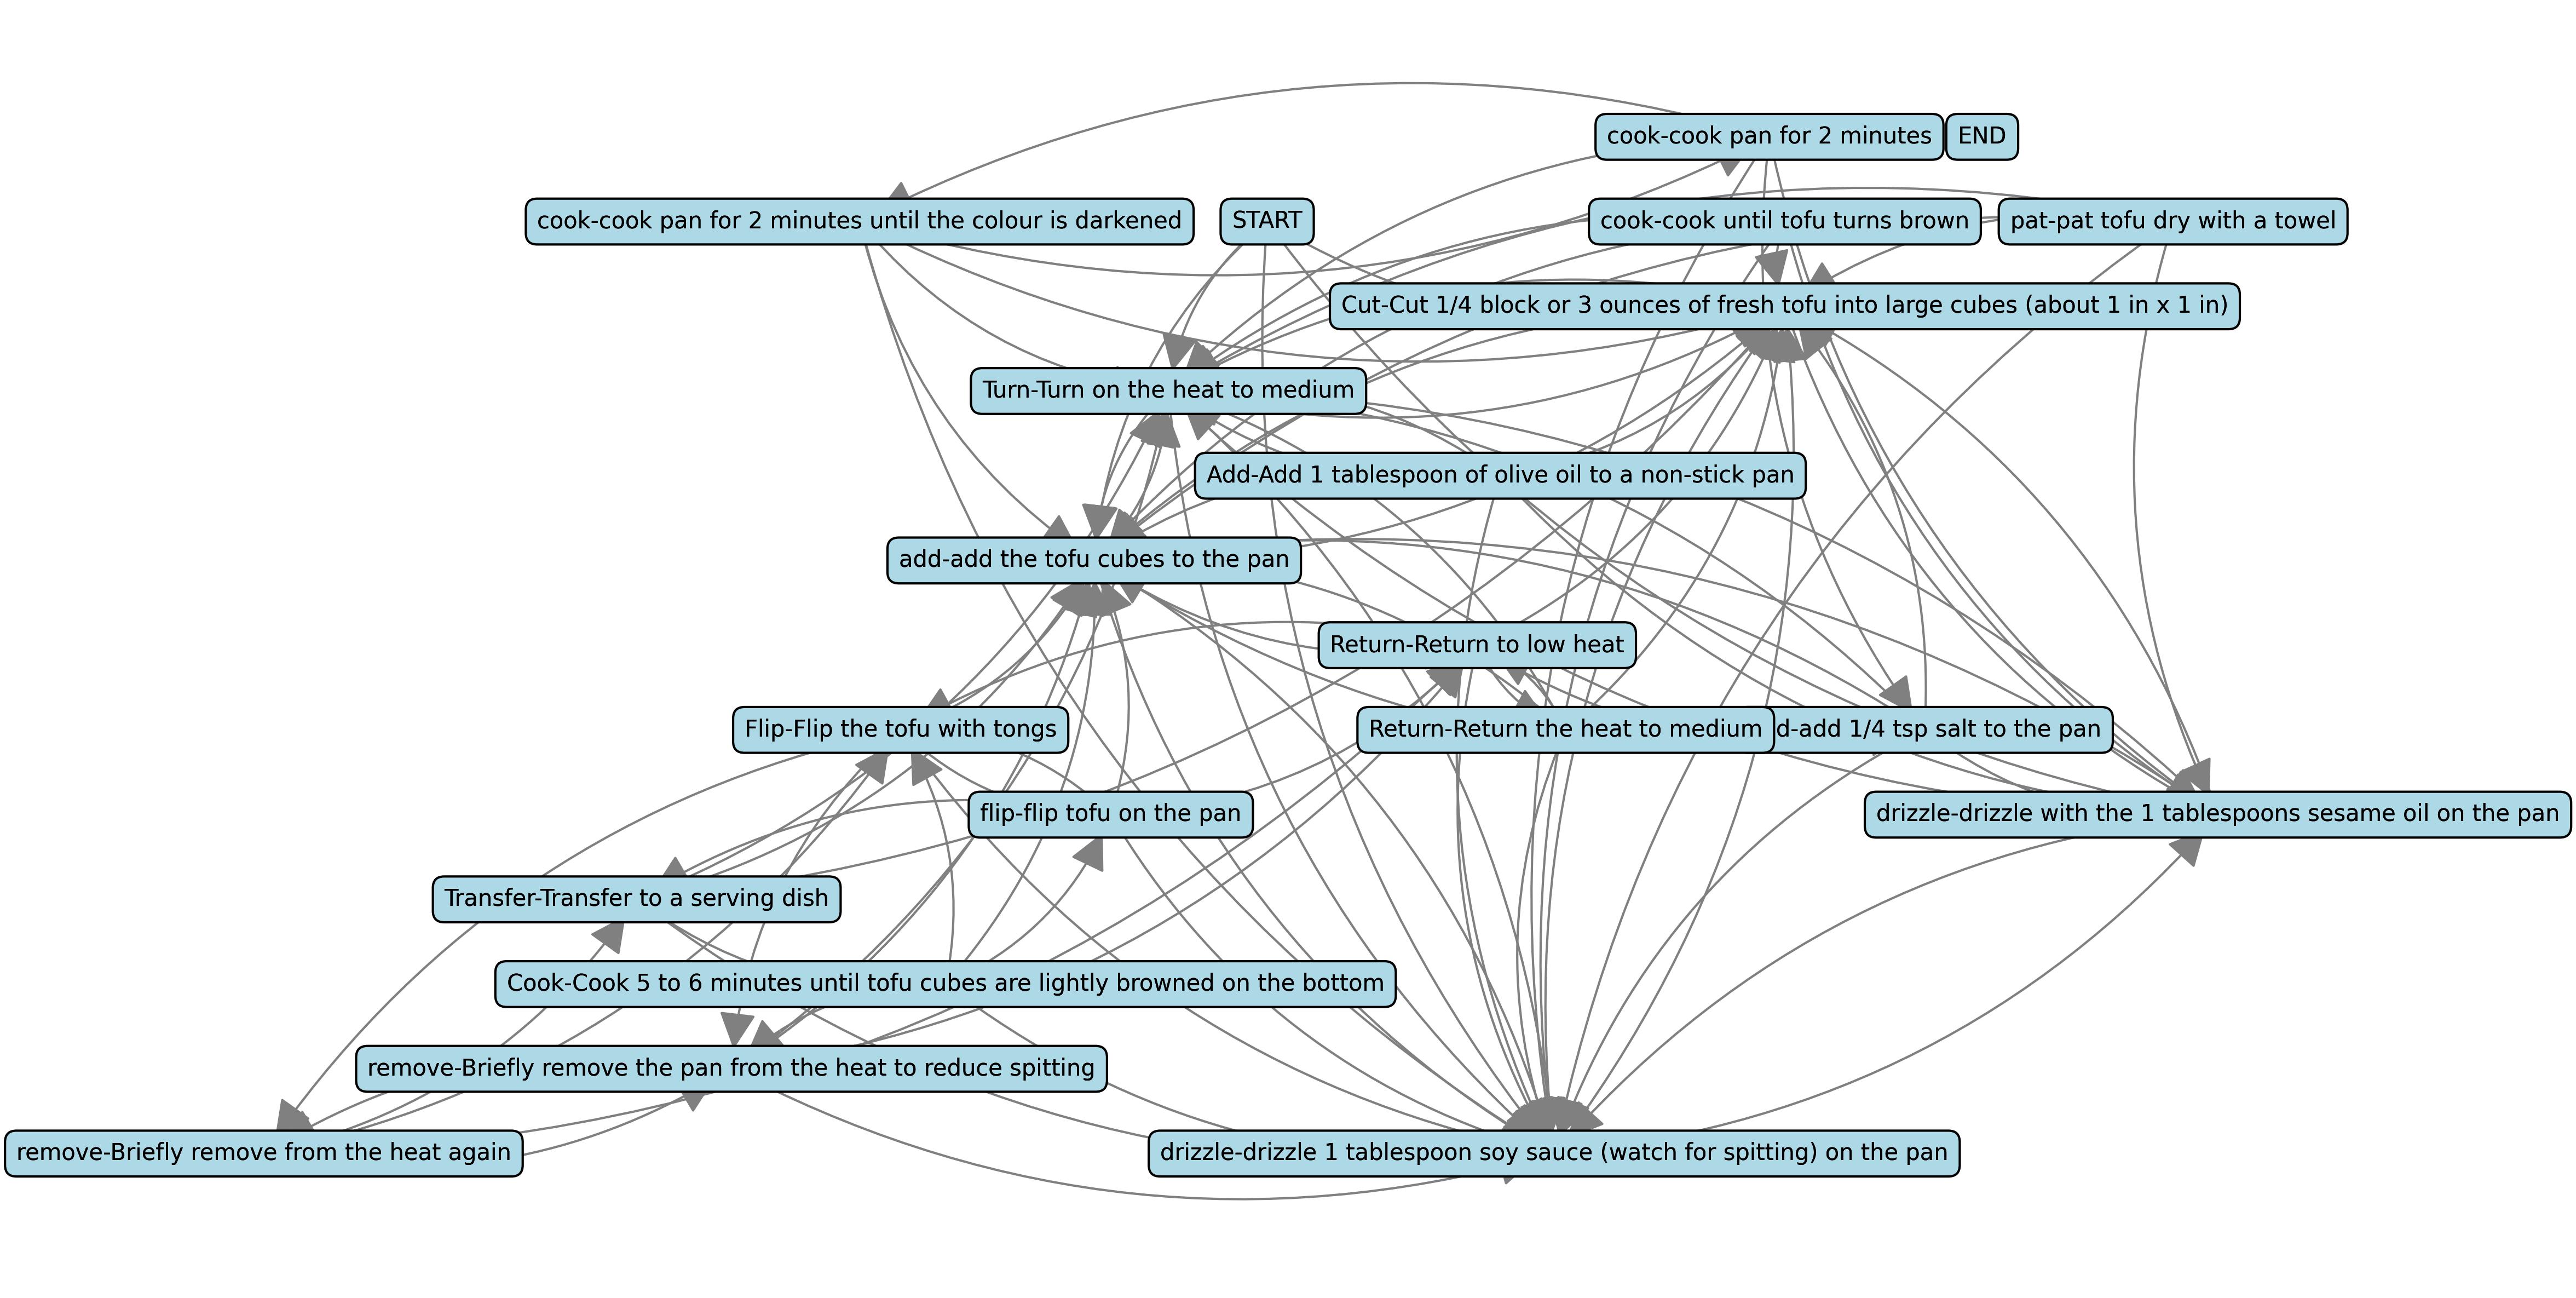 cook-cook pan for 2 minutes
END
cook-cook pan for 2 minutes until the colour is darkened
START
cook-cook until tofu turns brown
pat-pat tofu dry with a towel
Cut-Cut 1/4 block or 3 ounces of fresh tofu into large cubes (about 1 in x 1 in)
Turn-Turn on the heat to medium
Add-Add 1 tablespoon of olive oil to a non-stick pan
add-add the tofu cubes to the pan
Return-Return to low heat
Flip-Flip the tofu with tongs
Return-Return the heat to medium
d-add 1/4 tsp salt to the pan
flip-flip tofu on the pan
drizzle-drizzle with the 1 tablespoons sesame oil on the pan
Transfer-Transfer to a serving dish
Cook-Cook 5 to 6 minutes until tofu cubes are lightly browned on the bottom
remove-Briefly remove the pan from the heat to reduce spitting
remove-Briefly remove from the heat again
drizzle-drizzle 1 tablespoon soy sauce (watch for spitting) on the pan